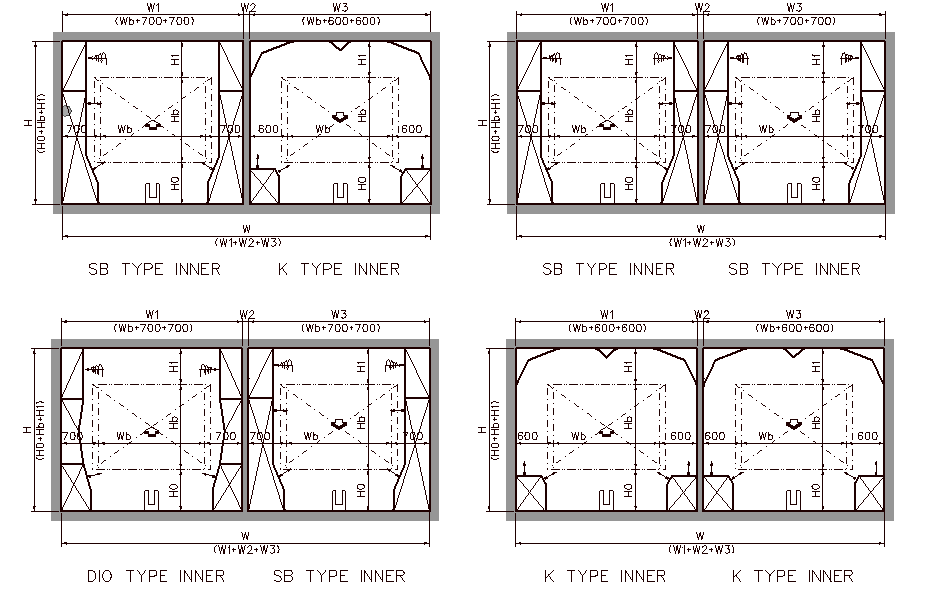 W1 W2 W3
(Wb+700+700) (Wb+600+600)
H
(H0+Hb+H1)
H1 H1
Hb Hb
700 Wb 700 600 Wb 600
H0 H0
W
(W1+W2+W3)
SB TYPE INNER K TYPE INNER
W1 W2 W3
(Wb+700+700) (Wb+700+700)
H
(H0+Hb+H1)
H1 H1
Hb Hb
700 Wb 700 700 Wb 700
H0 H0
W
(W1+W2+W3)
SB TYPE INNER SB TYPE INNER
W1 W2 W3
(Wb+700+700) (Wb+700+700)
H
(H0+Hb+H1)
H1 H1
Hb Hb
700 Wb 700 700 Wb 700
H0 H0
W
(W1+W2+W3)
DIO TYPE INNER SB TYPE INNER
W1 W2 W3
(Wb+600+600) (Wb+600+600)
H
(H0+Hb+H1)
H1 H1
Hb Hb
600 Wb 600 600 Wb 600
H0 H0
W
(W1+W2+W3)
K TYPE INNER K TYPE INNER